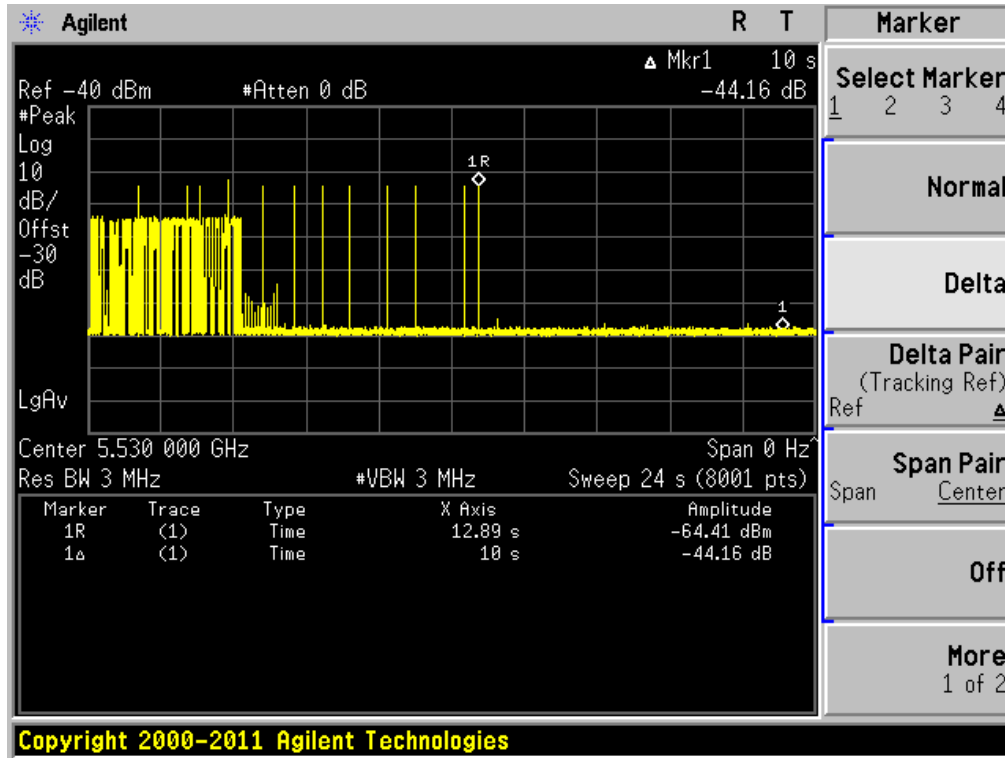 Agilent R T
Δ Mkr1 10 s
Ref -40 dBm #Atten 0 dB -44.16 dB
#Peak
Log
10
dB/
Offst
-30
dB
1R
1
LgAv
Center 5.530 000 GHz Span 0 Hz^
Res BW 3 MHz #VBW 3 MHz Sweep 24 s (8001 pts)
Marker Trace Type X Axis Amplitude
1R (1) Time 12.89 s -64.41 dBm
1Δ (1) Time 10 s -44.16 dB
Copyright 2000-2011 Agilent Technologies
Marker
Select Marker
1 2 3 4
Normal
Delta
Delta Pair
(Tracking Ref)
Ref Δ
Span Pair
Span Center
Off
More
1 of 2